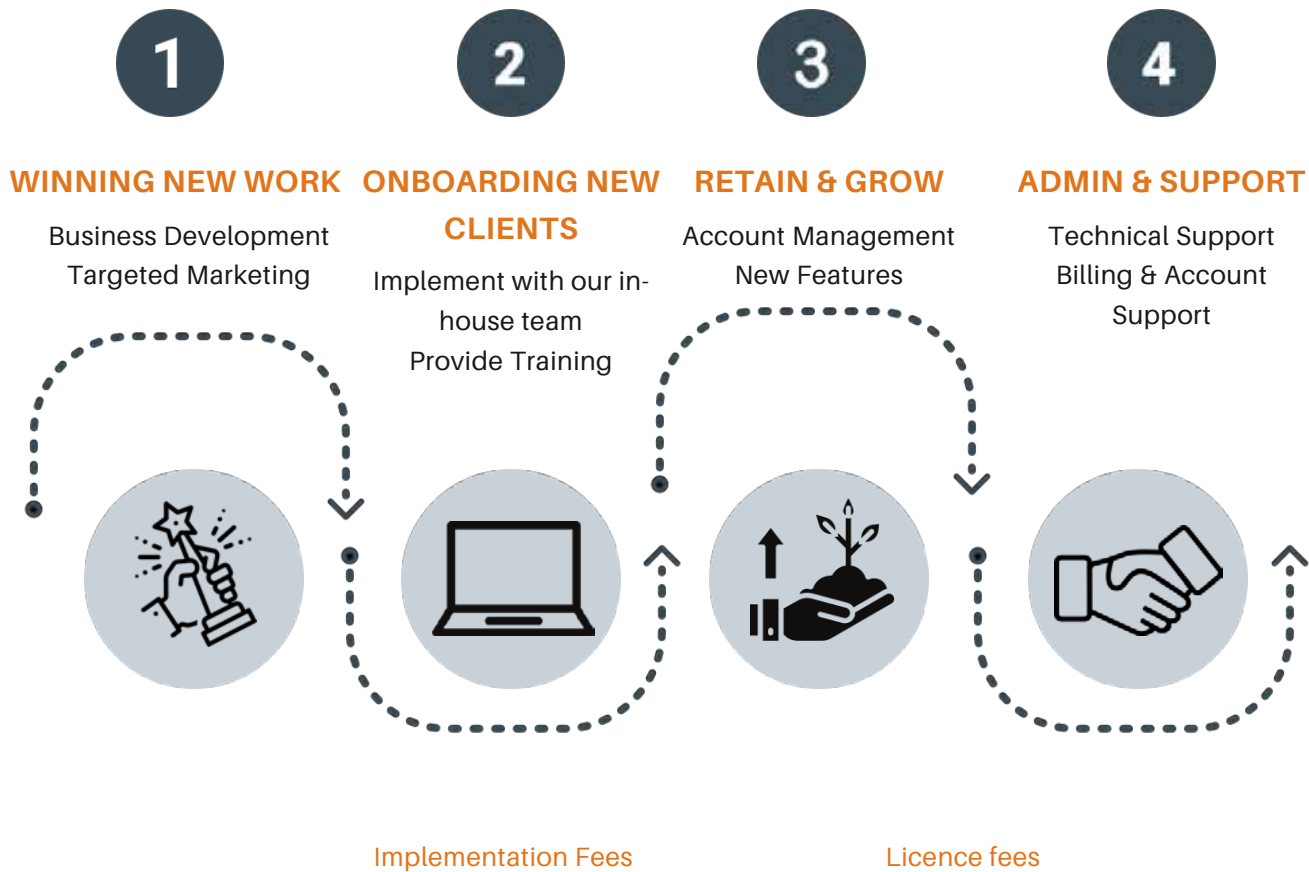 1
2
3
4
WINNING NEW WORK
Business Development
Targeted Marketing
ONBOARDING NEW
CLIENTS
Implement with our in-
house team
Provide Training
RETAIN & GROW
Account Management
New Features
ADMIN & SUPPORT
Technical Support
Billing & Account
Support
Implementation Fees
Licence fees